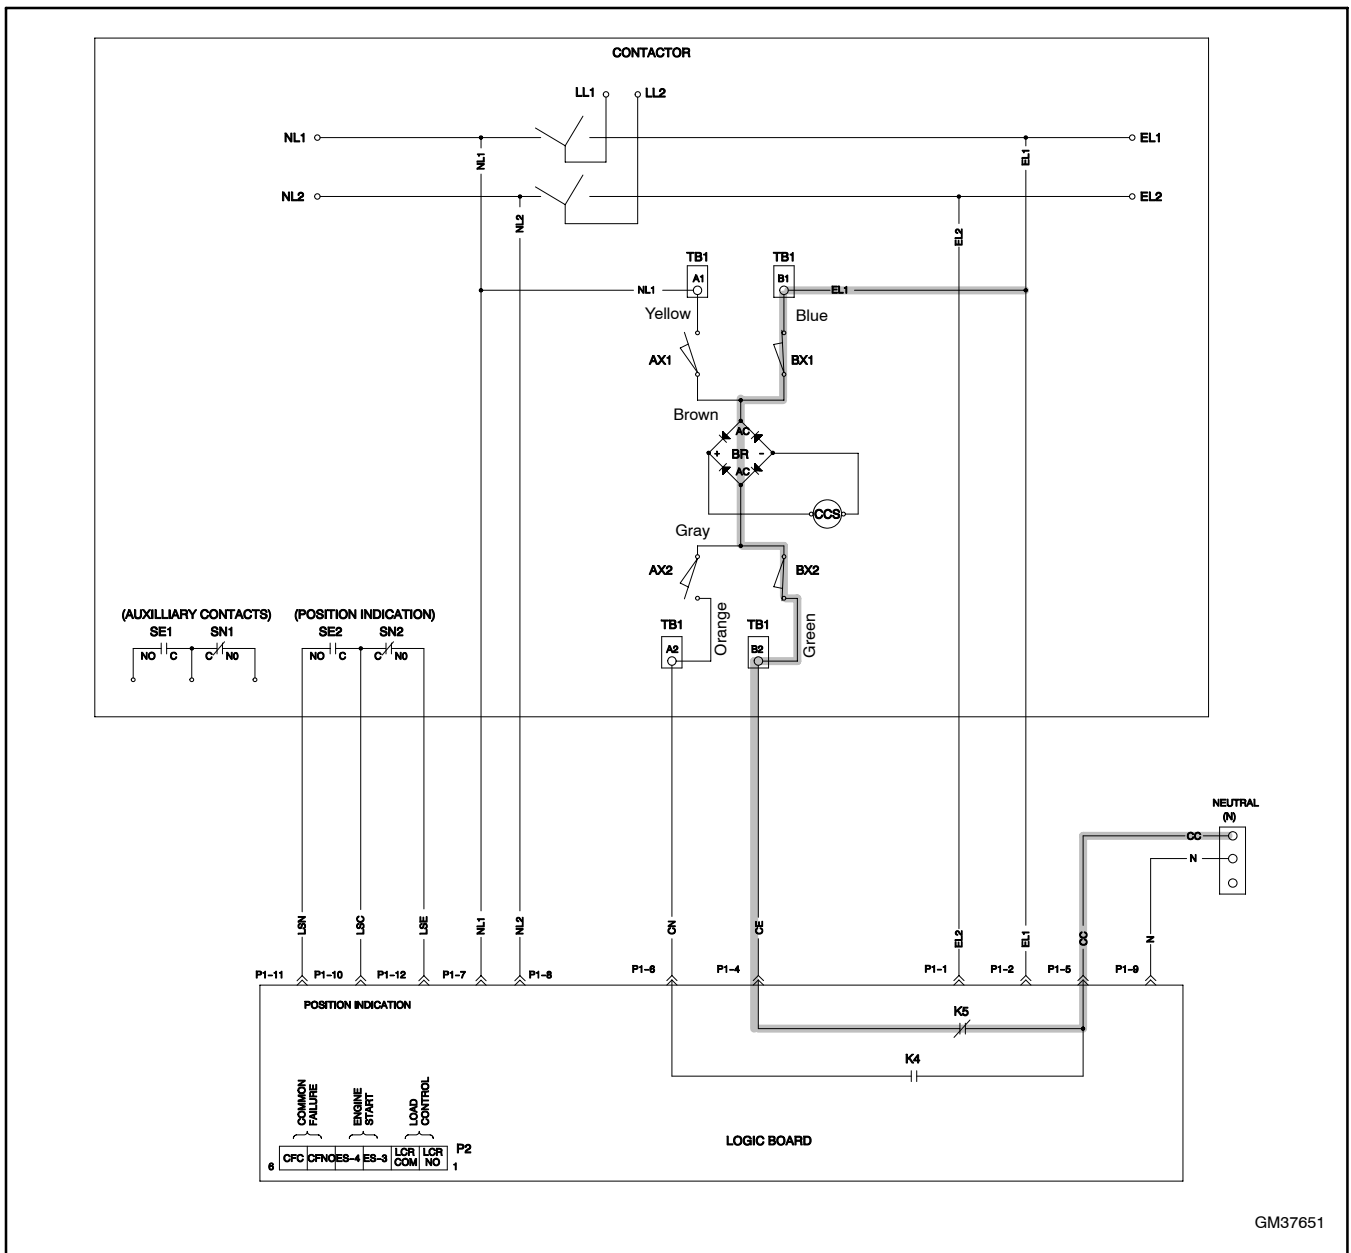 CONTACTOR
LL1 LL2
NL1 EL1
NL1 EL1
NL2 EL2
NL2 EL2
TB1 TB1
A1 B1
NL1 EL1
Yellow Blue
AX1 BX1
Brown
AC
+ BR -
AC
CCS
Gray
AX2 BX2
Orange Green
(AUXILLIARY CONTACTS) (POSITION INDICATION)
SE1 SN1 SE2 SN2
NO C C N0 NO C C N0
TB1 TB1
A2 B2
NEUTRAL
(N)
CC
N
LSN LSC LSE NL1 NL2 CN CE EL2 EL1 CC N
P1-11 P1-10 P1-12 P1-7 P1-8 P1-6 P1-4 P1-1 P1-2 P1-5 P1-9
POSITION INDICATION
K5
K4
COMMON
FAILURE
ENGINE
START
LOAD
CONTROL
LOGIC BOARD
P2
6 CFC CFNO ES-4 ES-3 LCR COM LCR NO 1
GM37651